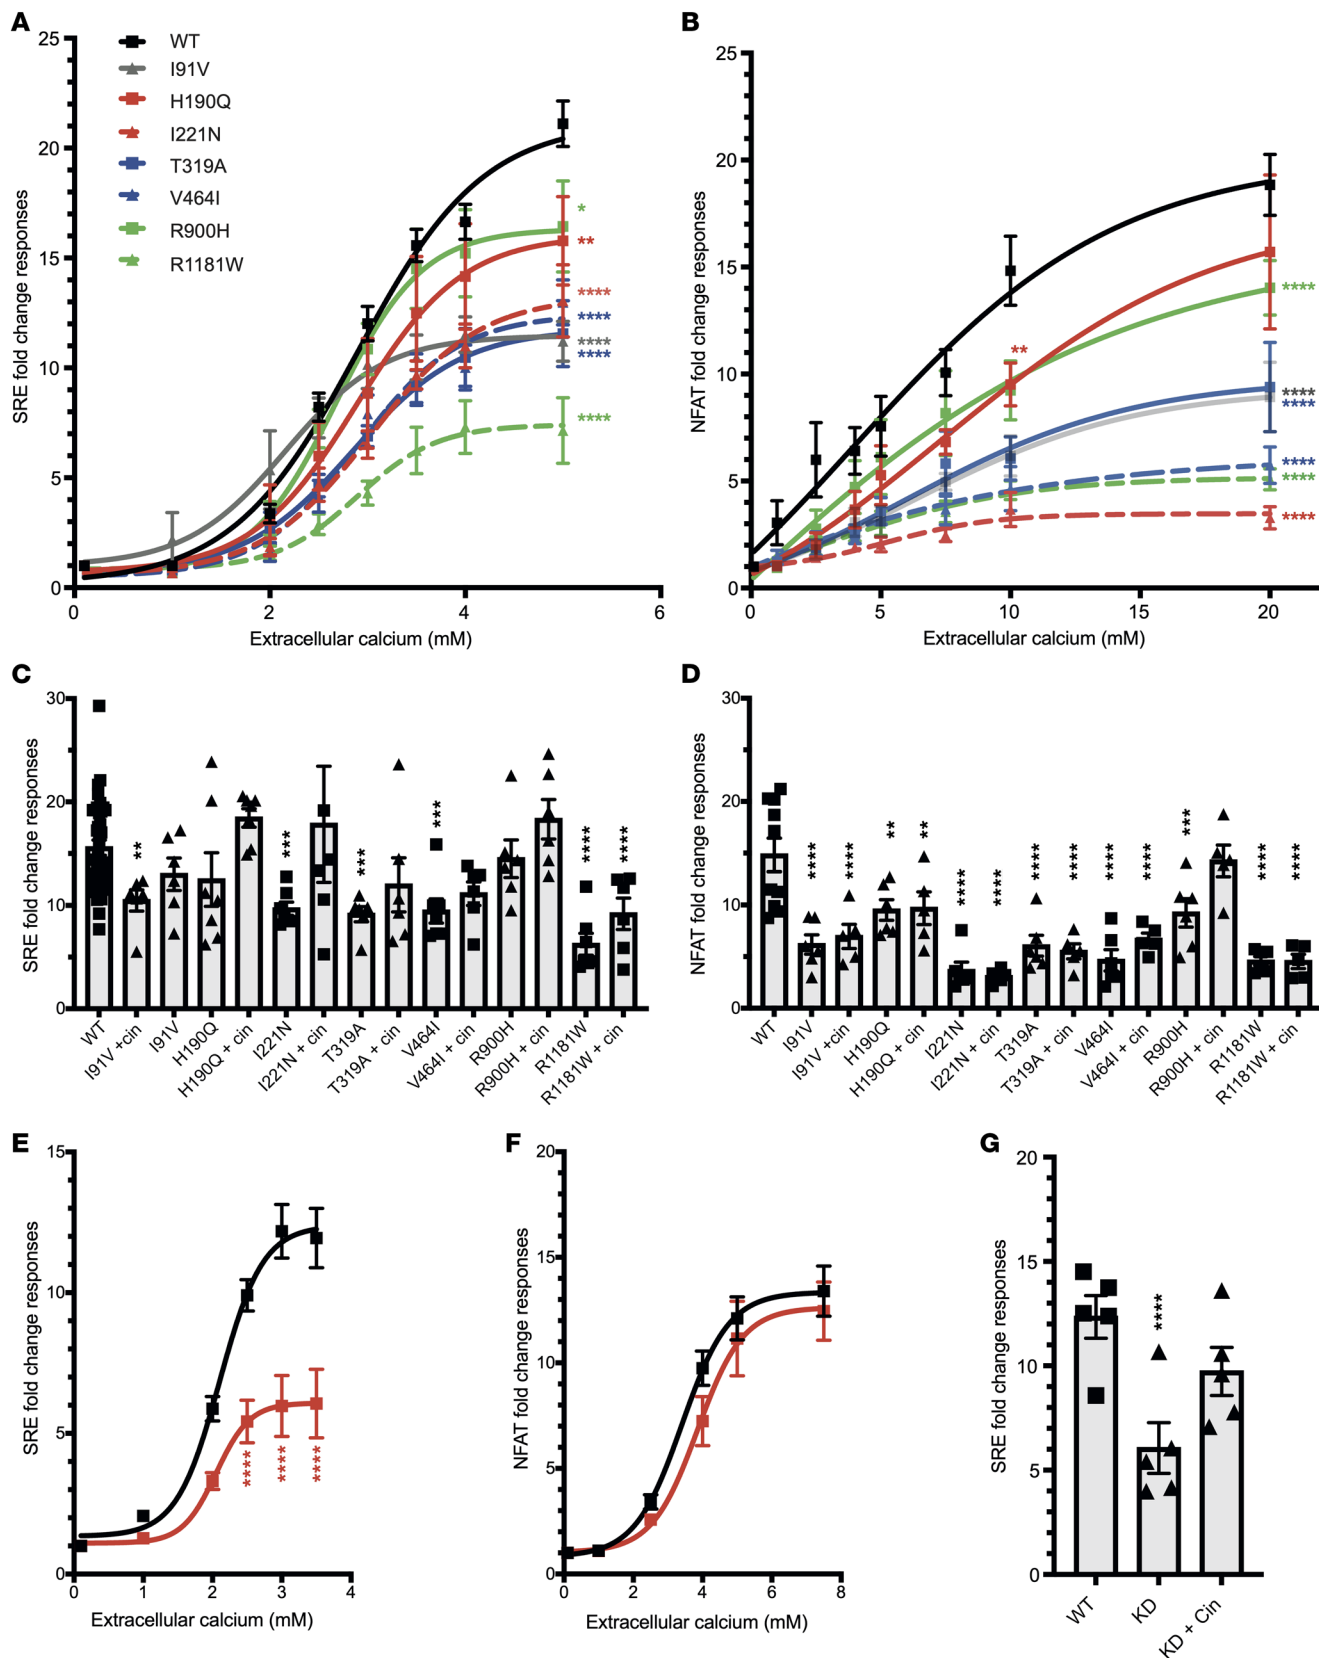 A
25
20
15
10
5
0
0
2
4
6
SRE fold change responses
Extracellular calcium (mM)
WT
I91V
H190Q
I221N
T319A
V464I
R900H
R1181W
*
**
****
****
****
****
****
B
25
20
15
10
5
0
0
5
10
15
20
NFAT fold change responses
Extracellular calcium (mM)
**
****
****
****
****
****
****
C
30
20
10
0
SRE fold change responses
**
***
***
***
****
****
WT
I91V +cin
I91V
H190Q
H190Q + cin
I221N
I221N + cin
T319A
T319A + cin
V464I
V464I + cin
R900H
R900H + cin
R1181W
R1181W + cin
D
30
20
10
0
NFAT fold change responses
****
****
**
**
****
****
****
****
****
****
***
****
****
WT
I91V
I91V + cin
H190Q
H190Q + cin
I221N
I221N + cin
T319A
T319A + cin
V464I
V464I + cin
R900H
R900H + cin
R1181W
R1181W + cin
E
15
10
5
0
0
1
2
3
4
SRE fold change responses
Extracellular calcium (mM)
****
****
****
F
20
15
10
5
0
0
2
4
6
8
NFAT fold change responses
Extracellular calcium (mM)
G
20
15
10
5
0
SRE fold change responses
****
WT
KD
KD + Cin